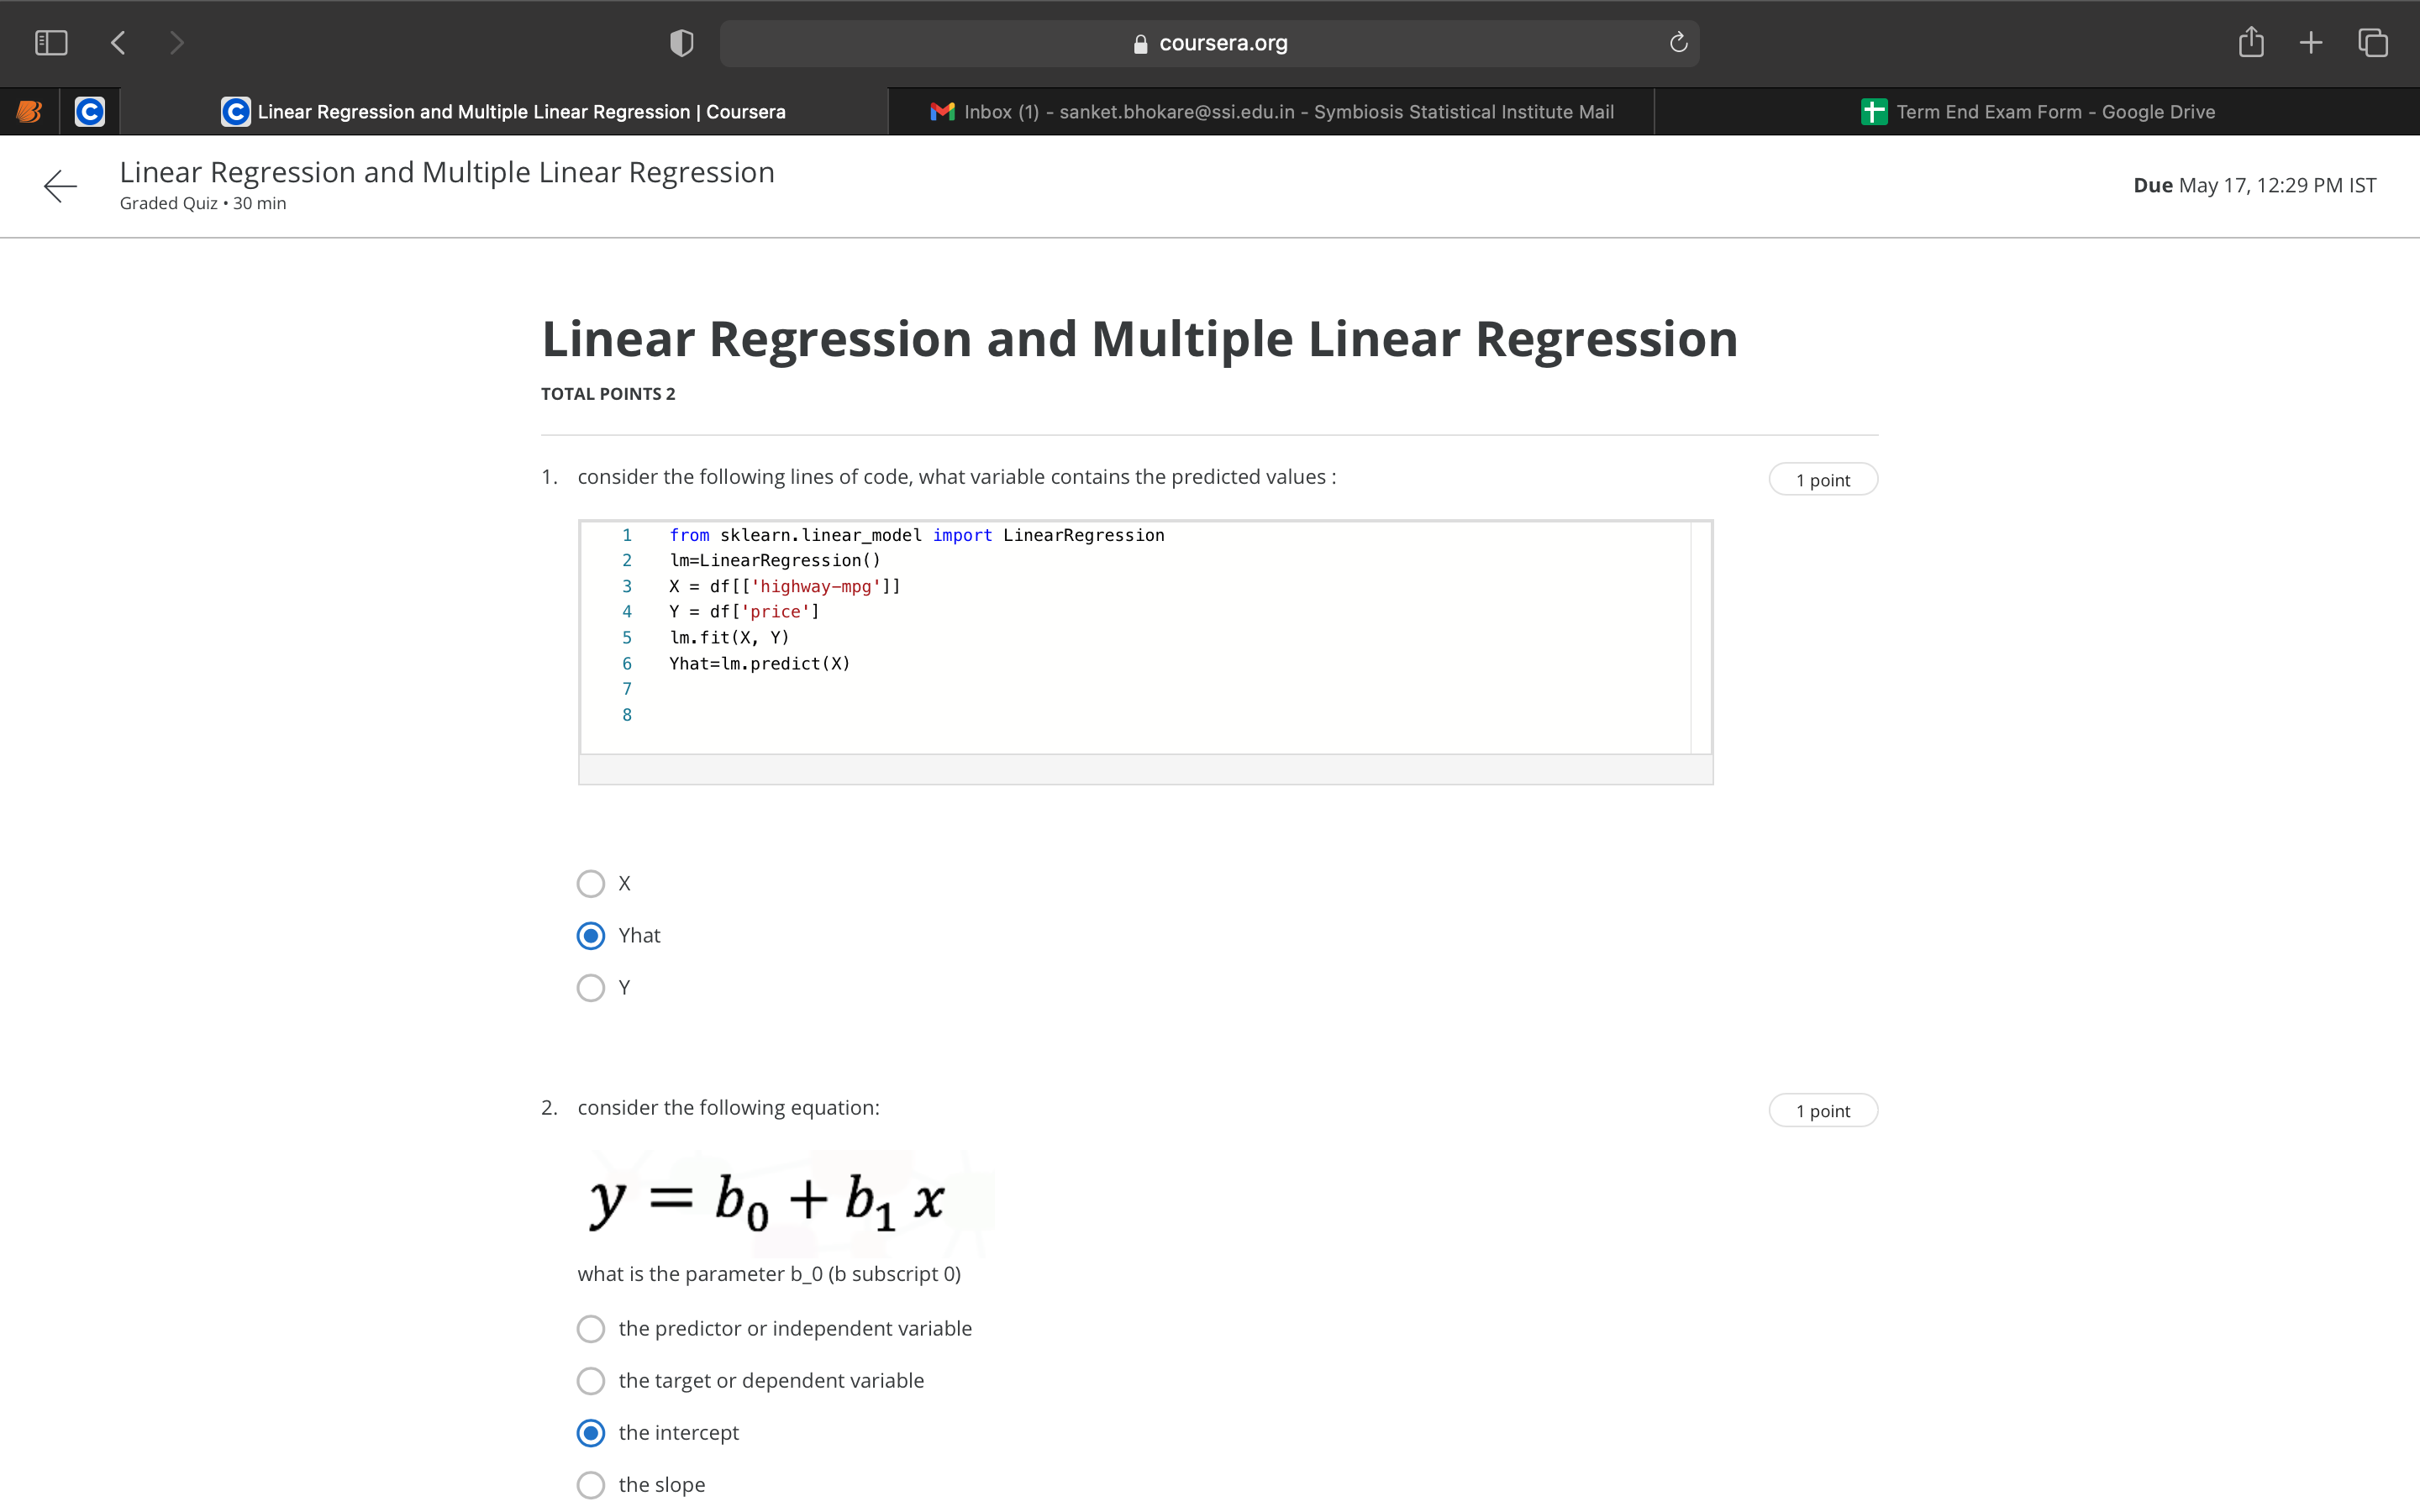 coursera.org
Linear Regression and Multiple Linear Regression | Coursera
Inbox (1) - sanket.bhokare@ssi.edu.in - Symbiosis Statistical Institute Mail
Term End Exam Form - Google Drive
Linear Regression and Multiple Linear Regression
Graded Quiz • 30 min
Due May 17, 12:29 PM IST
Linear Regression and Multiple Linear Regression
TOTAL POINTS 2
1. consider the following lines of code, what variable contains the predicted values :
1 point
1 from sklearn.linear_model import LinearRegression
2 lm=LinearRegression()
3 X = df[['highway-mpg']]
4 Y = df['price']
5 lm.fit(X, Y)
6 Yhat=lm.predict(X)
7
8
X
Yhat
Y
2. consider the following equation:
1 point
y = b₀ + b₁ x
what is the parameter b_0 (b subscript 0)
the predictor or independent variable
the target or dependent variable
the intercept
the slope